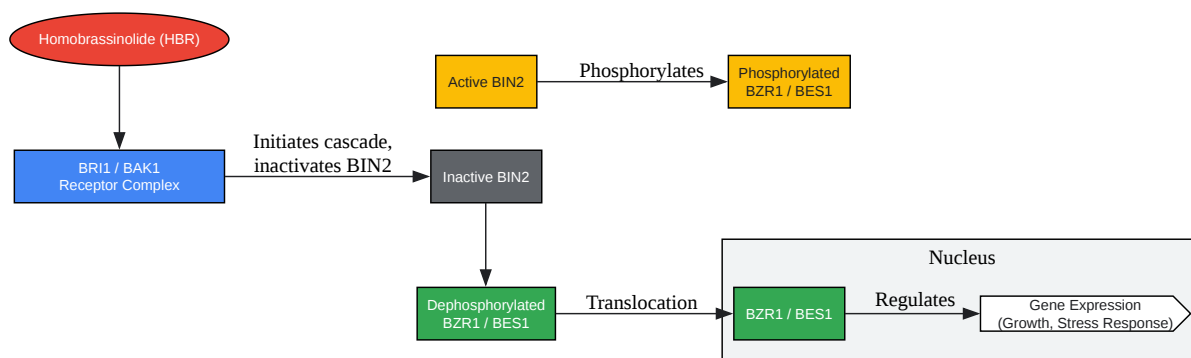 Homobrassinolide (HBR)
Active BIN2
Phosphorylates
Phosphorylated
BZR1 / BES1
BRI1 / BAK1
Receptor Complex
Initiates cascade,
inactivates BIN2
Inactive BIN2
Nucleus
Dephosphorylated
BZR1 / BES1
Translocation
BZR1 / BES1
Regulates
Gene Expression
(Growth, Stress Response)